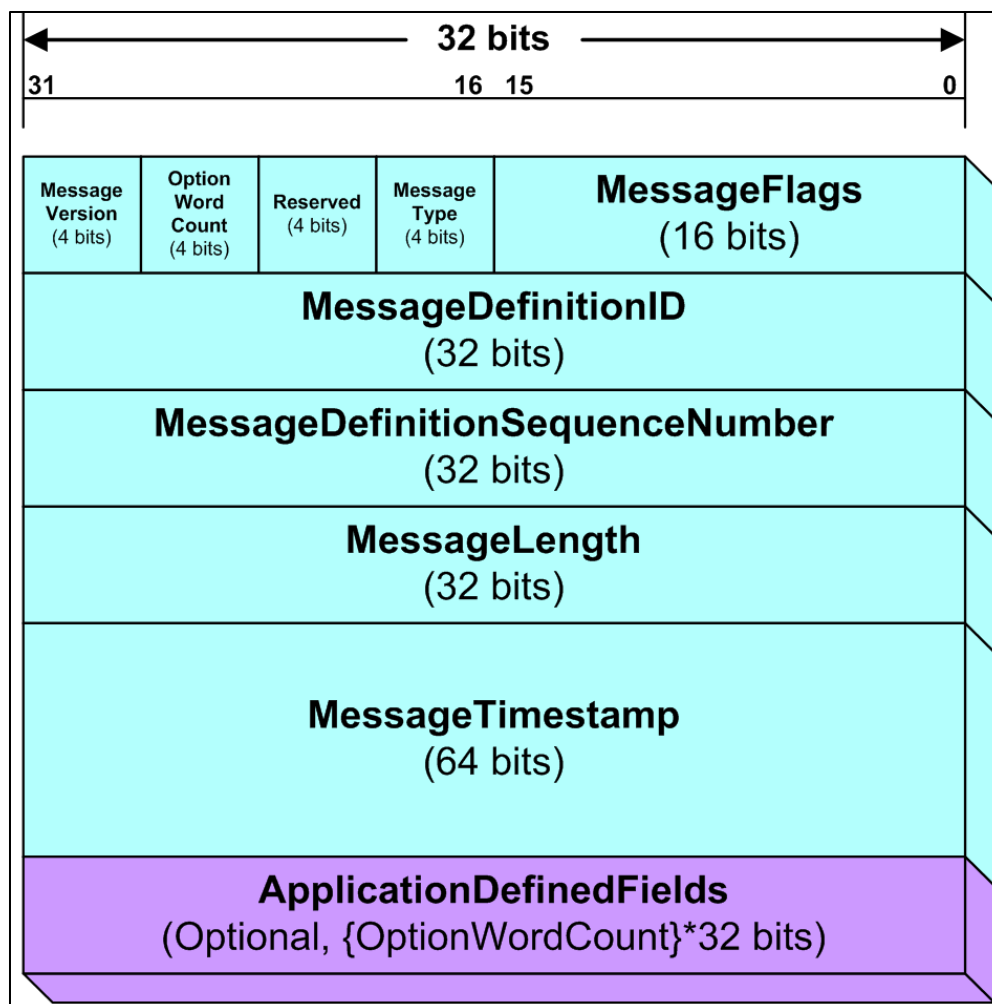 32 bits
31 16 15 0
Message
Version
(4 bits)
Option
Word
Count
(4 bits)
Reserved
(4 bits)
Message
Type
(4 bits)
MessageFlags
(16 bits)
MessageDefinitionID
(32 bits)
MessageDefinitionSequenceNumber
(32 bits)
MessageLength
(32 bits)
MessageTimestamp
(64 bits)
ApplicationDefinedFields
(Optional, {OptionWordCount}*32 bits)